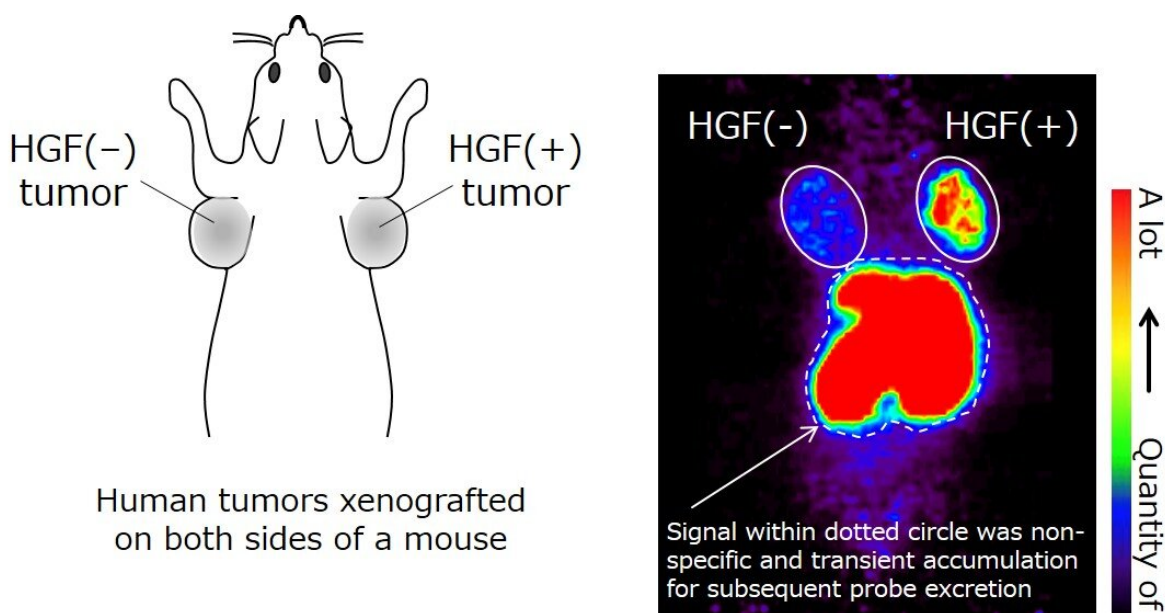 HGF(−)
tumor
HGF(+)
tumor
Human tumors xenografted
on both sides of a mouse
HGF(-)
HGF(+)
Signal within dotted circle was non-
specific and transient accumulation
for subsequent probe excretion
A lot
Quantity of